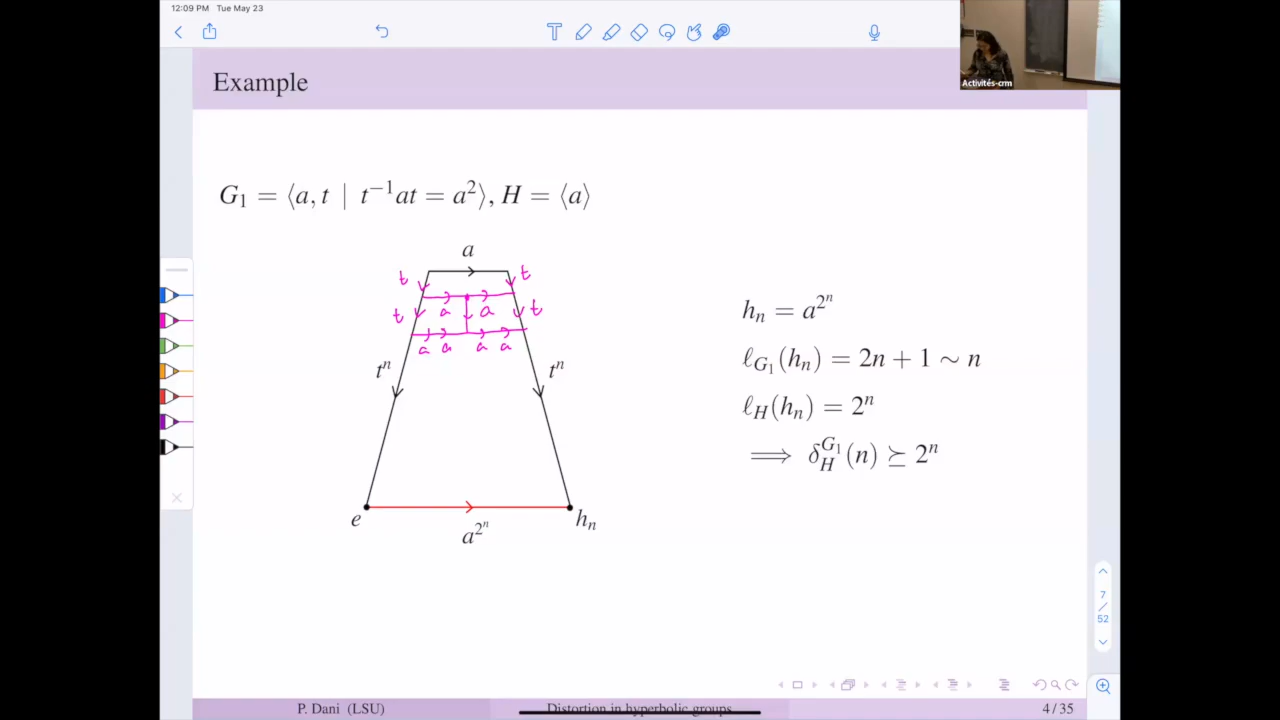 12:09 PM Tue May 23
T
Activités-crm
Example
G₁ = ⟨a, t | t⁻¹at = a²⟩, H = ⟨a⟩
a
t t
a a
t t
a a a a
tⁿ tⁿ
e hₙ
a^{2ⁿ}
hₙ = a^{2ⁿ}
ℓ_{G₁}(hₙ) = 2n + 1 ∼ n
ℓ_H(hₙ) = 2ⁿ
⟹ δ_H^{G₁}(n) ⪰ 2ⁿ
7
/
52
P. Dani (LSU) Distortion in hyperbolic groups 4 / 35